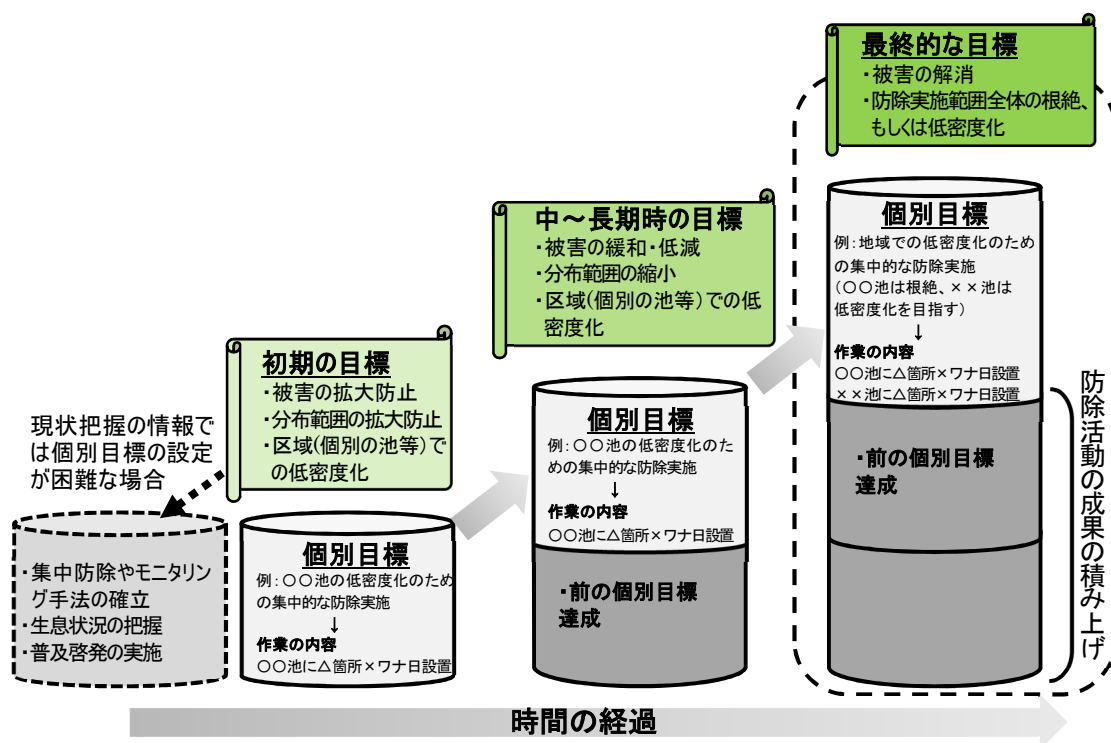 最終的な目標
・被害の解消
・防除実施範囲全体の根絶、
もしくは低密度化
中～長期時の目標
・被害の緩和・低減
・分布範囲の縮小
・区域(個別の池等)での低
密度化
初期の目標
・被害の拡大防止
・分布範囲の拡大防止
・区域(個別の池等)で
の低密度化
現状把握の情報で
は個別目標の設定
が困難な場合
・集中防除やモニタリン
グ手法の確立
・生息状況の把握
・普及啓発の実施
個別目標
例：〇〇池の低密度化のため
の集中的な防除実施
↓
作業の内容
〇〇池に△箇所×ワナ日設置
個別目標
例：〇〇池の低密度化のた
めの集中的な防除実施
↓
作業の内容
〇〇池に△箇所×ワナ日設置
・前の個別目標
達成
個別目標
例：地域での低密度化のため
の集中的な防除実施
（〇〇池は根絶、××池は
低密度化を目指す）
↓
作業の内容
〇〇池に△箇所×ワナ日設置
××池に△箇所×ワナ日設置
・前の個別目標
達成
防除活動の成果の積み上げ
時間の経過